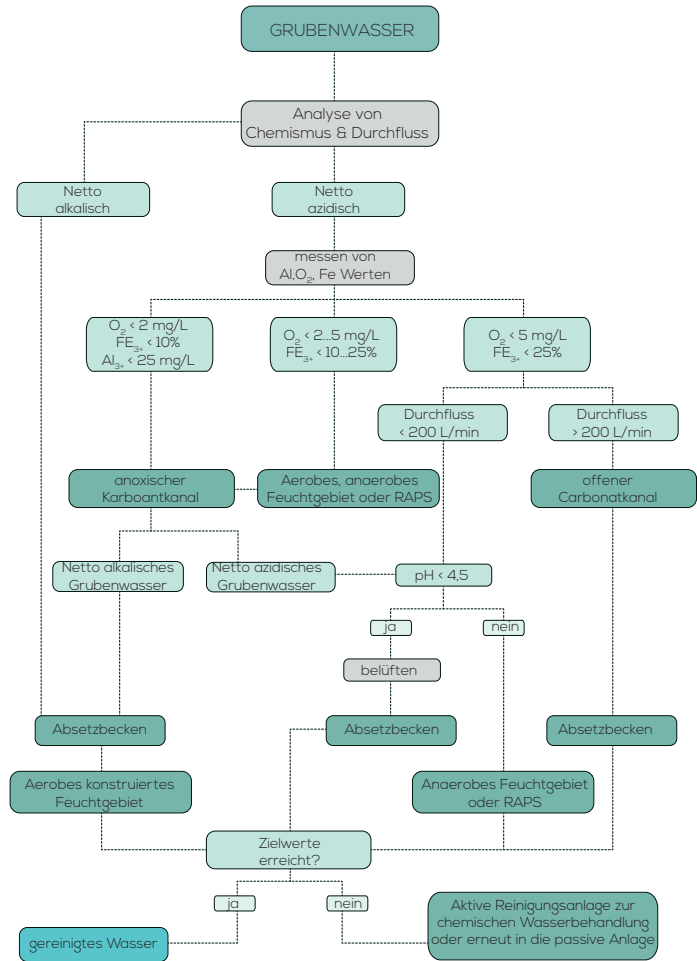 GRUBENWASSER
Analyse von
Chemismus & Durchfluss
Netto
alkalisch
Netto
azidisch
messen von
Al,O₂, Fe Werten
O₂ < 2 mg/L
FE₃₊ < 10%
Al₃₊ < 25 mg/L
O₂ < 2...5 mg/L
FE₃₊ < 10...25%
O₂ < 5 mg/L
FE₃₊ < 25%
Durchfluss
< 200 L/min
Durchfluss
> 200 L/min
anoxischer
Karboantkanal
Aerobes, anaerobes
Feuchtgebiet oder RAPS
offener
Carbonatkanal
Netto alkalisches
Grubenwasser
Netto azidisches
Grubenwasser
pH < 4,5
ja
nein
belüften
Absetzbecken
Absetzbecken
Absetzbecken
Aerobes konstruiertes
Feuchtgebiet
Anaerobes Feuchtgebiet
oder RAPS
Zielwerte
erreicht?
ja
nein
gereinigtes Wasser
Aktive Reinigungsanlage zur
chemischen Wasserbehandlung
oder erneut in die passive Anlage